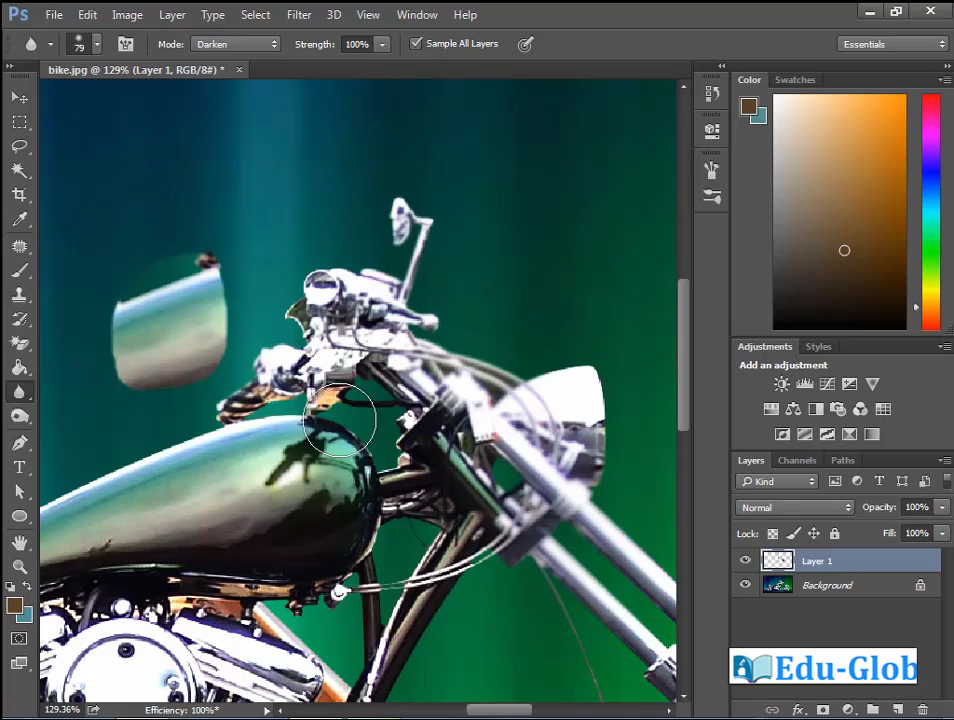 Ps File Edit Image Layer Type Select Filter 3D View Window Help
79 Mode: Darken Strength: 100% Sample All Layers Essentials
bike.jpg @ 129% (Layer 1, RGB/8#) * ×
Color Swatches
Adjustments Styles
Add an adjustment
Layers Channels Paths
Kind
Normal Opacity: 100%
Lock: Fill: 100%
Layer 1
Background
Edu-Glob
129.36% Efficiency: 100%*